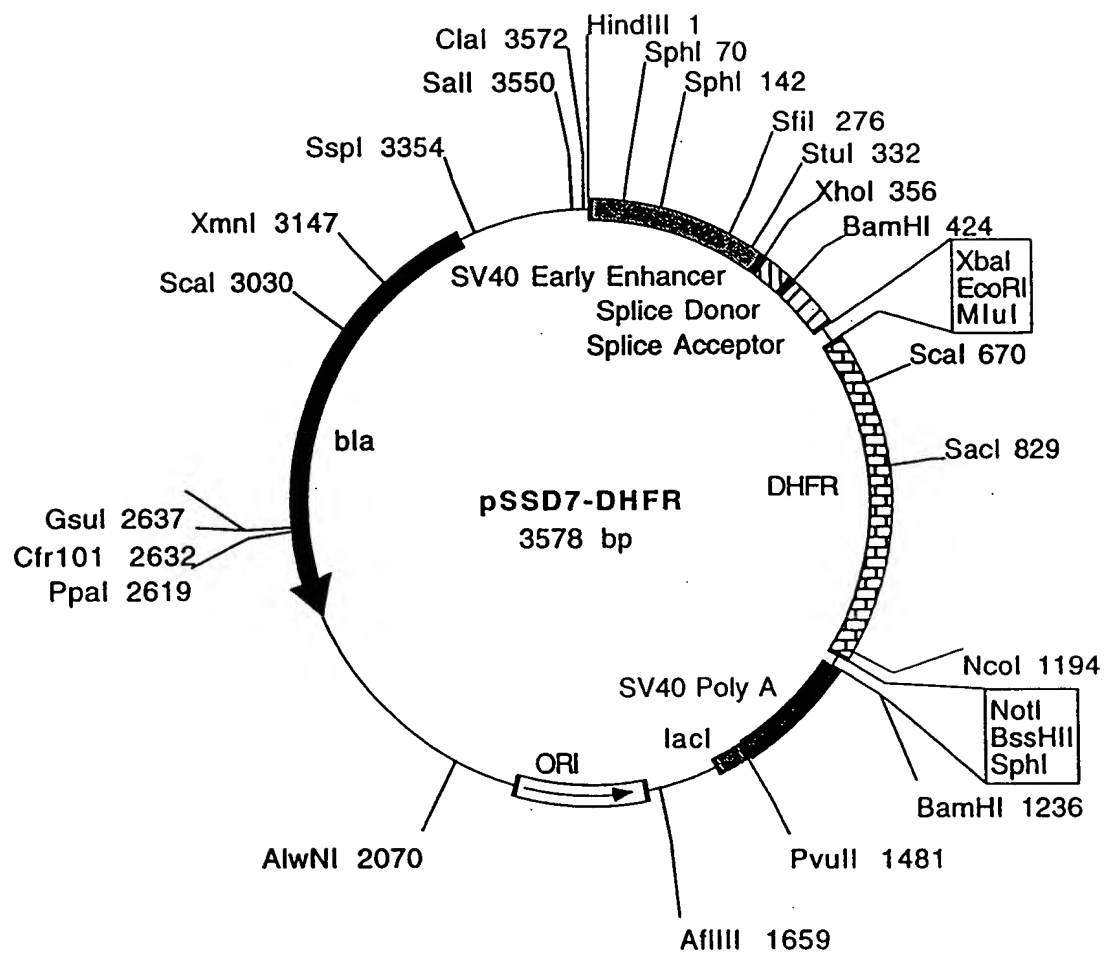 HindIII 1
ClaI 3572
SalI 3550
SspI 3354
XmnI 3147
ScaI 3030
SphI 70
SphI 142
SfiI 276
StuI 332
XhoI 356
BamHI 424
XbaI
EcoRI
MluI
ScaI 670
SacI 829
SV40 Early Enhancer
Splice Donor
Splice Acceptor
bla
DHFR
pSSD7-DHFR
3578 bp
GsuI 2637
Cfr101 2632
PpaI 2619
NcoI 1194
NotI
BssHII
SphI
BamHI 1236
SV40 Poly A
lacI
ORI
PvuII 1481
AlwNI 2070
AflIII 1659